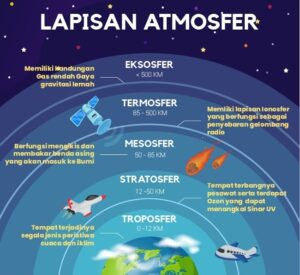 LAPISAN ATMOSFER
EKSOSFER
< 500 KM
Memiliki kandungan
Gas rendah Gaya
gravitasi lemah
TERMOSFER
85 - 500 KM
Memliki lapisan Ionosfer
yang berfungsi sebagai
penyebaran gelombang
radio
MESOSFER
50 - 85 KM
Berfungsi mengikis dan
membakar benda asing
yang akan masuk ke Bumi
STRATOSFER
12 -50 KM
Tempat terbangnya
pesawat serta terdapat
Ozon yang dapat
menangkal Sinar UV
TROPOSFER
0 -12 KM
Tempat terjadinya
segala jenis peristiwa
cuaca dan iklim